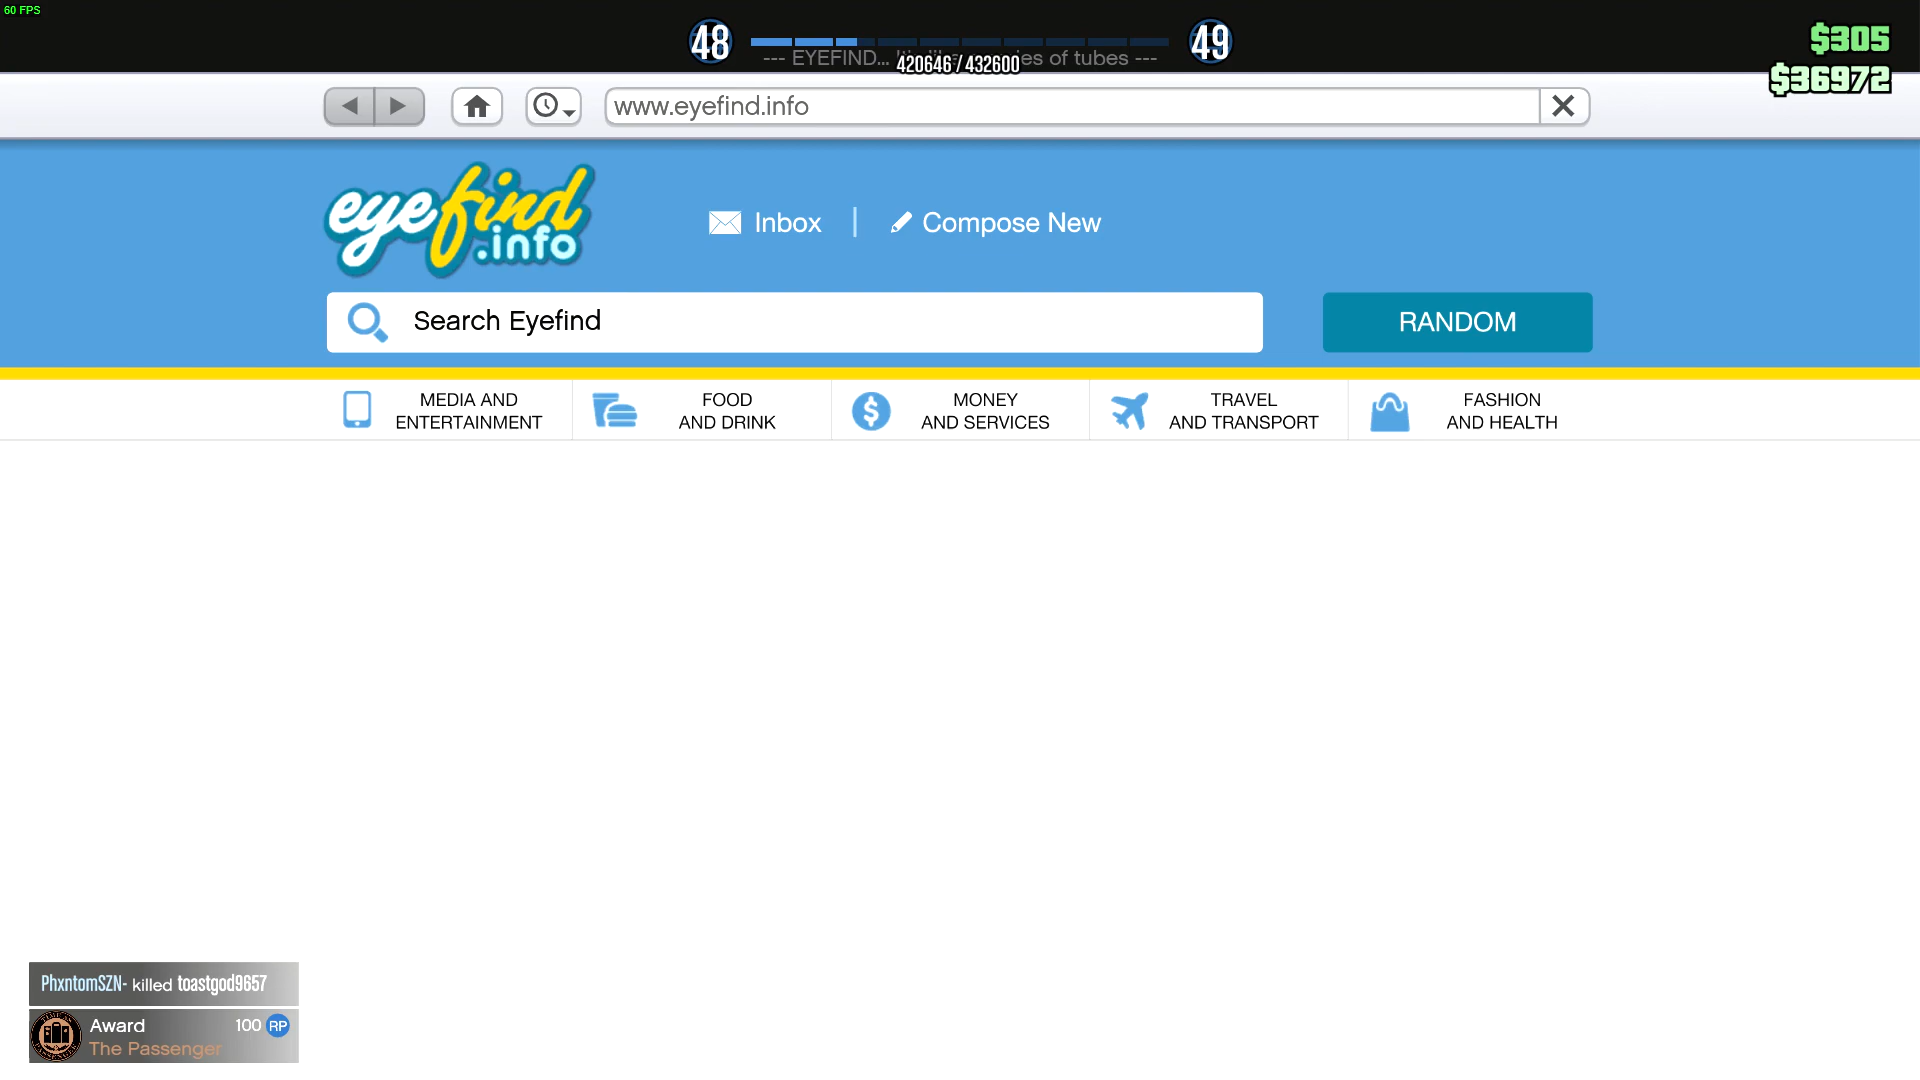 60 FPS
48
49
--- EYEFIND... es of tubes ---
420646 / 432600
$305
$36972
www.eyefind.info
eyefind
.info
Inbox
Compose New
Search Eyefind
RANDOM
MEDIA AND
ENTERTAINMENT
FOOD
AND DRINK
MONEY
AND SERVICES
TRAVEL
AND TRANSPORT
FASHION
AND HEALTH
PhxntomSZN- killed toastgod9657
Award 100 RP
The Passenger